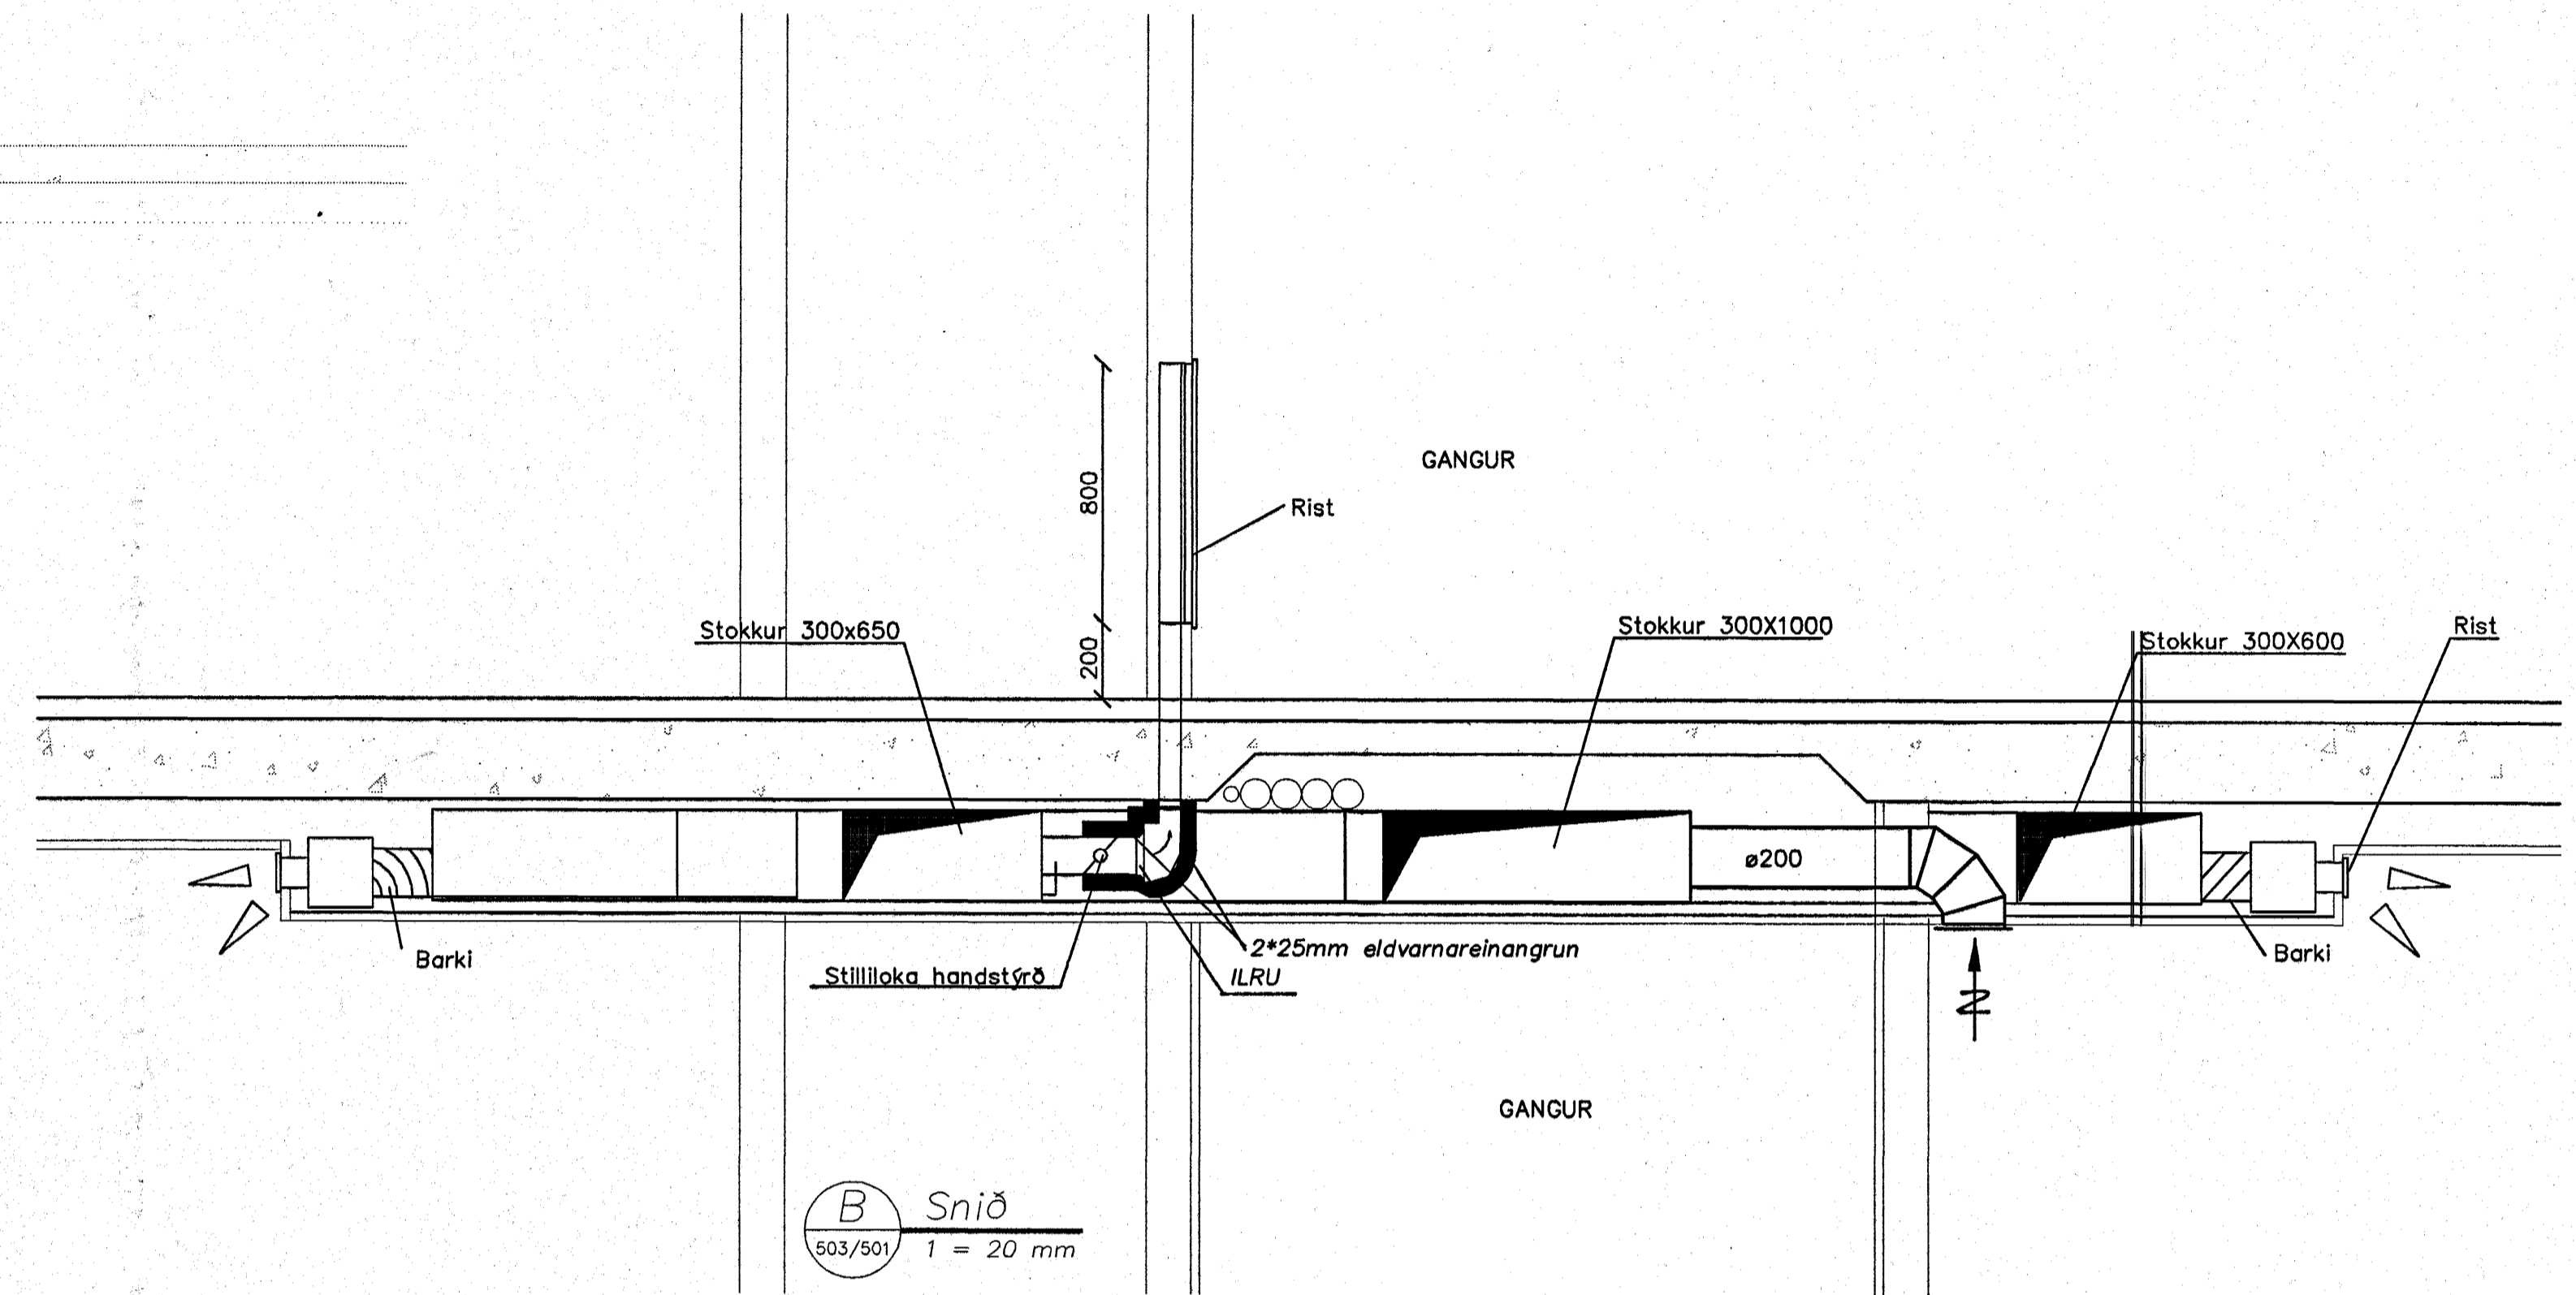 GANGUR
800
Rist
Stokkur 300x650
200
Stokkur 300X1000
Stokkur 300X600
Rist
ø200
Barki
2*25mm eldvarnareinangrun
Stilliloka handstýrð
ILRU
Barki
GANGUR
B
503/501
Snið
1 = 20 mm